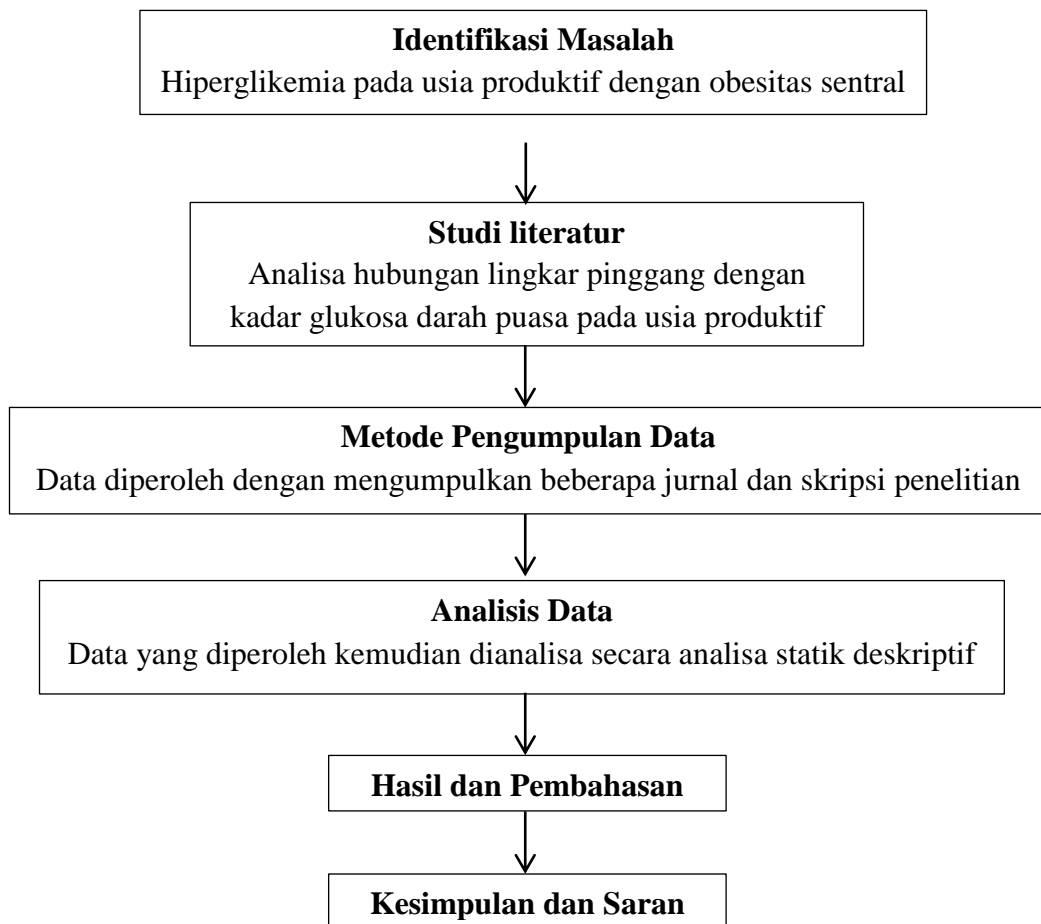 Identifikasi Masalah
Hiperglikemia pada usia produktif dengan obesitas sentral
Studi literatur
Analisa hubungan lingkar pinggang dengan
kadar glukosa darah puasa pada usia produktif
Metode Pengumpulan Data
Data diperoleh dengan mengumpulkan beberapa jurnal dan skripsi penelitian
Analisis Data
Data yang diperoleh kemudian dianalisa secara analisa statik deskriptif
Hasil dan Pembahasan
Kesimpulan dan Saran